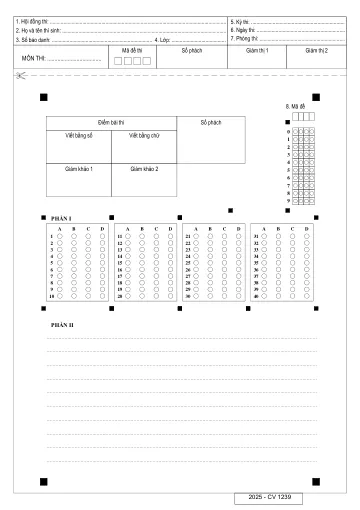 1. Hội đồng thi: ........................................ 5. Kỳ thi: ........................................
2. Họ và tên thí sinh: ........................................ 6. Ngày thi: ........................................
3. Số báo danh: ........................................ 4. Lớp: .................... 7. Phòng thi: ........................................
MÔN THI: ........................................ Mã đề thi Số phách Giám thị 1 Giám thị 2
8. Mã đề
Điểm bài thi Số phách
Viết bằng số Viết bằng chữ
Giám khảo 1 Giám khảo 2
0
1
2
3
4
5
6
7
8
9
PHẦN I
A B C D A B C D A B C D A B C D
1 11 21 31
2 12 22 32
3 13 23 33
4 14 24 34
5 15 25 35
6 16 26 36
7 17 27 37
8 18 28 38
9 19 29 39
10 20 30 40
PHẦN II
2025 - CV 1239